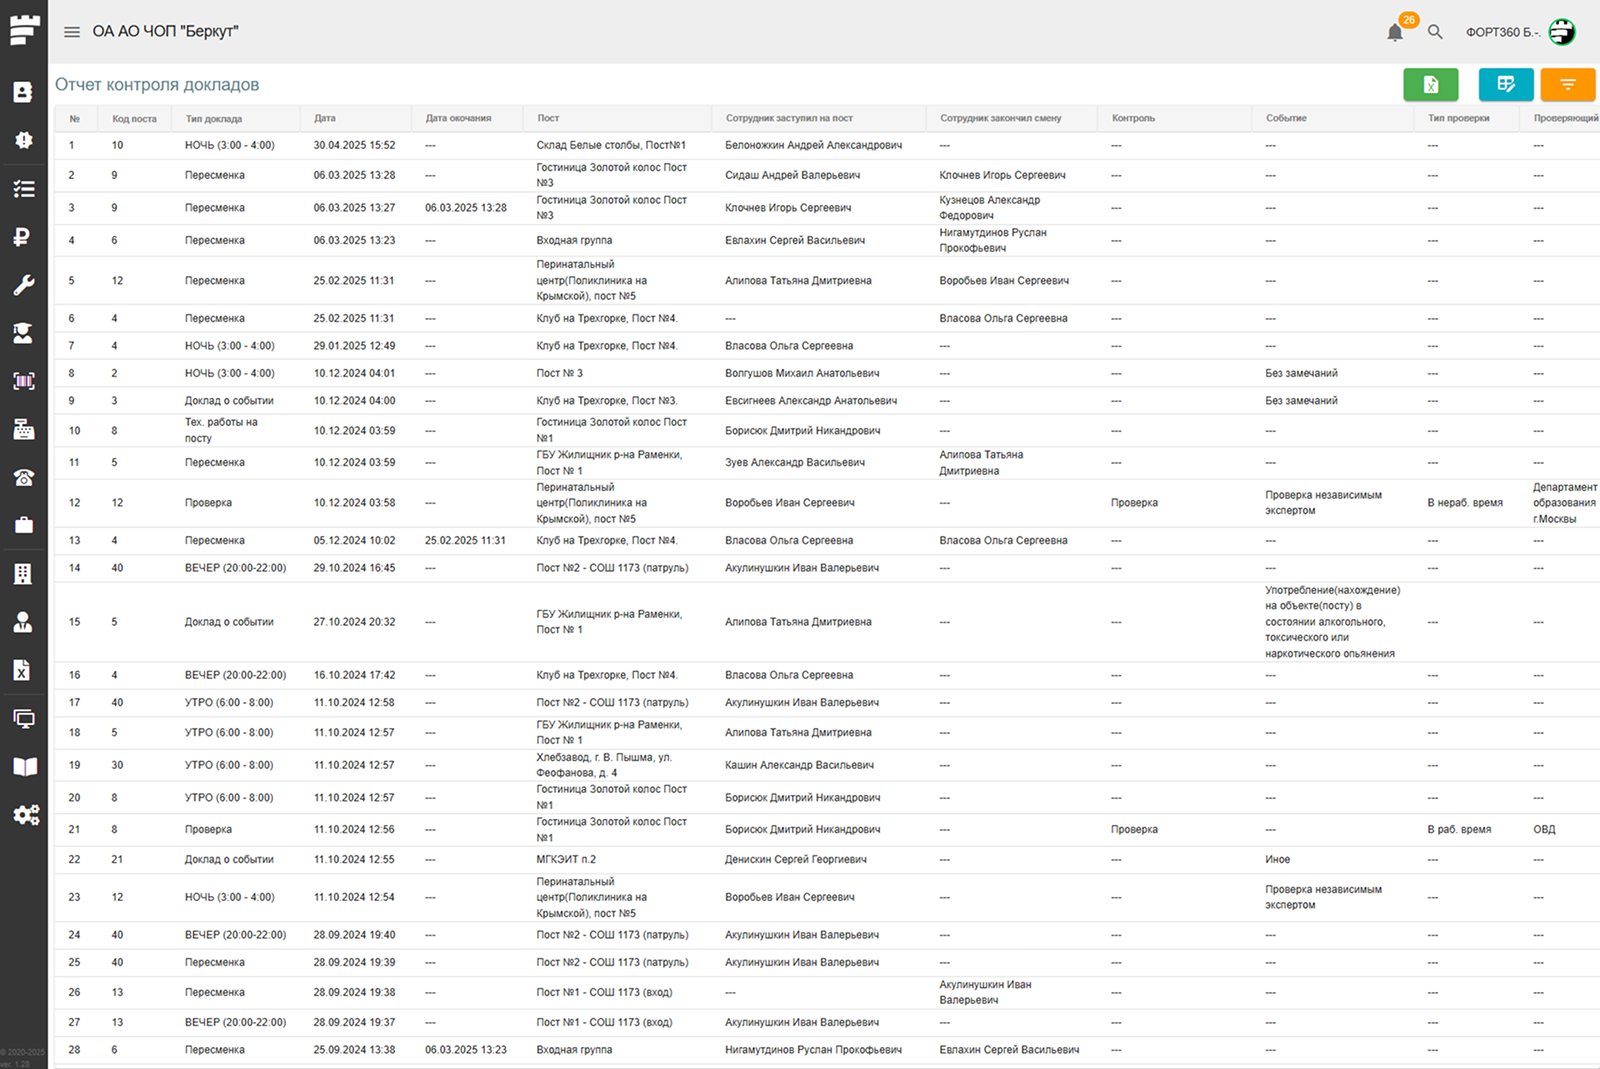 ОА АО ЧОП "Беркут"
26
ФОРТ360 Б.-.
Отчет контроля докладов
№ Код поста Тип доклада Дата Дата окочания Пост Сотрудник заступил на пост Сотрудник закончил смену Контроль Событие Тип проверки Проверяющий
1 10 НОЧЬ (3:00 - 4:00) 30.04.2025 15:52 --- Склад Белые столбы, Пост№1 Белоножкин Андрей Александрович --- --- --- --- ---
Гостиница Золотой колос Пост
2 9 Пересменка 06.03.2025 13:28 --- Сидаш Андрей Валерьевич Клочнев Игорь Сергеевич --- --- --- ---
№3
Гостиница Золотой колос Пост Кузнецов Александр
3 9 Пересменка 06.03.2025 13:27 06.03.2025 13:28 Клочнев Игорь Сергеевич --- --- --- ---
№3 Федорович
Нигамутдинов Руслан
4 6 Пересменка 06.03.2025 13:23 --- Входная группа Евлахин Сергей Васильевич --- --- --- ---
Прокофьевич
Перинатальный
5 12 Пересменка 25.02.2025 11:31 --- центр(Поликлиника на Алипова Татьяна Дмитриевна Воробьев Иван Сергеевич --- --- --- ---
Крымской), пост №5
6 4 Пересменка 25.02.2025 11:31 --- Клуб на Трехгорке, Пост №4. --- Власова Ольга Сергеевна --- --- --- ---
7 4 НОЧЬ (3:00 - 4:00) 29.01.2025 12:49 --- Клуб на Трехгорке, Пост №4. Власова Ольга Сергеевна --- --- --- --- ---
8 2 НОЧЬ (3:00 - 4:00) 10.12.2024 04:01 --- Пост № 3 Волгушов Михаил Анатольевич --- --- Без замечаний --- ---
9 3 Доклад о событии 10.12.2024 04:00 --- Клуб на Трехгорке, Пост №3. Евсигнеев Александр Анатольевич --- --- Без замечаний --- ---
Тех. работы на Гостиница Золотой колос Пост
10 8 10.12.2024 03:59 --- Борисюк Дмитрий Никандрович --- --- --- --- ---
посту №1
ГБУ Жилищник р-на Раменки, Алипова Татьяна
11 5 Пересменка 10.12.2024 03:59 --- Зуев Александр Васильевич --- --- --- ---
Пост № 1 Дмитриевна
Перинатальный Департамент
12 12 Проверка 10.12.2024 03:58 --- центр(Поликлиника на Воробьев Иван Сергеевич --- Проверка Проверка независимым экспертом В нераб. время образования
Крымской), пост №5 г.Москвы
13 4 Пересменка 05.12.2024 10:02 25.02.2025 11:31 Клуб на Трехгорке, Пост №4. Власова Ольга Сергеевна Власова Ольга Сергеевна --- --- --- ---
14 40 ВЕЧЕР (20:00-22:00) 29.10.2024 16:45 --- Пост №2 - СОШ 1173 (патруль) Акулинушкин Иван Валерьевич --- --- --- --- ---
Употребление(нахождение)
на объекте(посту) в
15 5 Доклад о событии 27.10.2024 20:32 --- ГБУ Жилищник р-на Раменки, Пост № 1 Алипова Татьяна Дмитриевна --- --- состоянии алкогольного, --- ---
токсического или
наркотического опьянения
16 4 ВЕЧЕР (20:00-22:00) 16.10.2024 17:42 --- Клуб на Трехгорке, Пост №4. Власова Ольга Сергеевна --- --- --- --- ---
17 40 УТРО (6:00 - 8:00) 11.10.2024 12:58 --- Пост №2 - СОШ 1173 (патруль) Акулинушкин Иван Валерьевич --- --- --- --- ---
ГБУ Жилищник р-на Раменки,
18 5 УТРО (6:00 - 8:00) 11.10.2024 12:57 --- Алипова Татьяна Дмитриевна --- --- --- --- ---
Пост № 1
Хлебзавод, г. В. Пышма, ул.
19 30 УТРО (6:00 - 8:00) 11.10.2024 12:57 --- Кашин Александр Васильевич --- --- --- --- ---
Феофанова, д. 4
Гостиница Золотой колос Пост
20 8 УТРО (6:00 - 8:00) 11.10.2024 12:57 --- Борисюк Дмитрий Никандрович --- --- --- --- ---
№1
Гостиница Золотой колос Пост
21 8 Проверка 11.10.2024 12:56 --- Борисюк Дмитрий Никандрович --- Проверка --- В раб. время ОВД
№1
22 21 Доклад о событии 11.10.2024 12:55 --- МГКЭИТ п.2 Денискин Сергей Георгиевич --- --- Иное --- ---
Перинатальный
23 12 НОЧЬ (3:00 - 4:00) 11.10.2024 12:54 --- центр(Поликлиника на Воробьев Иван Сергеевич --- --- Проверка независимым экспертом --- ---
Крымской), пост №5
24 40 ВЕЧЕР (20:00-22:00) 28.09.2024 19:40 --- Пост №2 - СОШ 1173 (патруль) Акулинушкин Иван Валерьевич --- --- --- --- ---
25 40 Пересменка 28.09.2024 19:39 --- Пост №2 - СОШ 1173 (патруль) Акулинушкин Иван Валерьевич --- --- --- --- ---
Акулинушкин Иван
26 13 Пересменка 28.09.2024 19:38 --- Пост №1 - СОШ 1173 (вход) --- --- --- --- ---
Валерьевич
27 13 ВЕЧЕР (20:00-22:00) 28.09.2024 19:37 --- Пост №1 - СОШ 1173 (вход) Акулинушкин Иван Валерьевич --- --- --- --- ---
28 6 Пересменка 25.09.2024 13:38 06.03.2025 13:23 Входная группа Нигамутдинов Руслан Прокофьевич Евлахин Сергей Васильевич --- --- --- ---
© 2020-2025
ver. 1.28